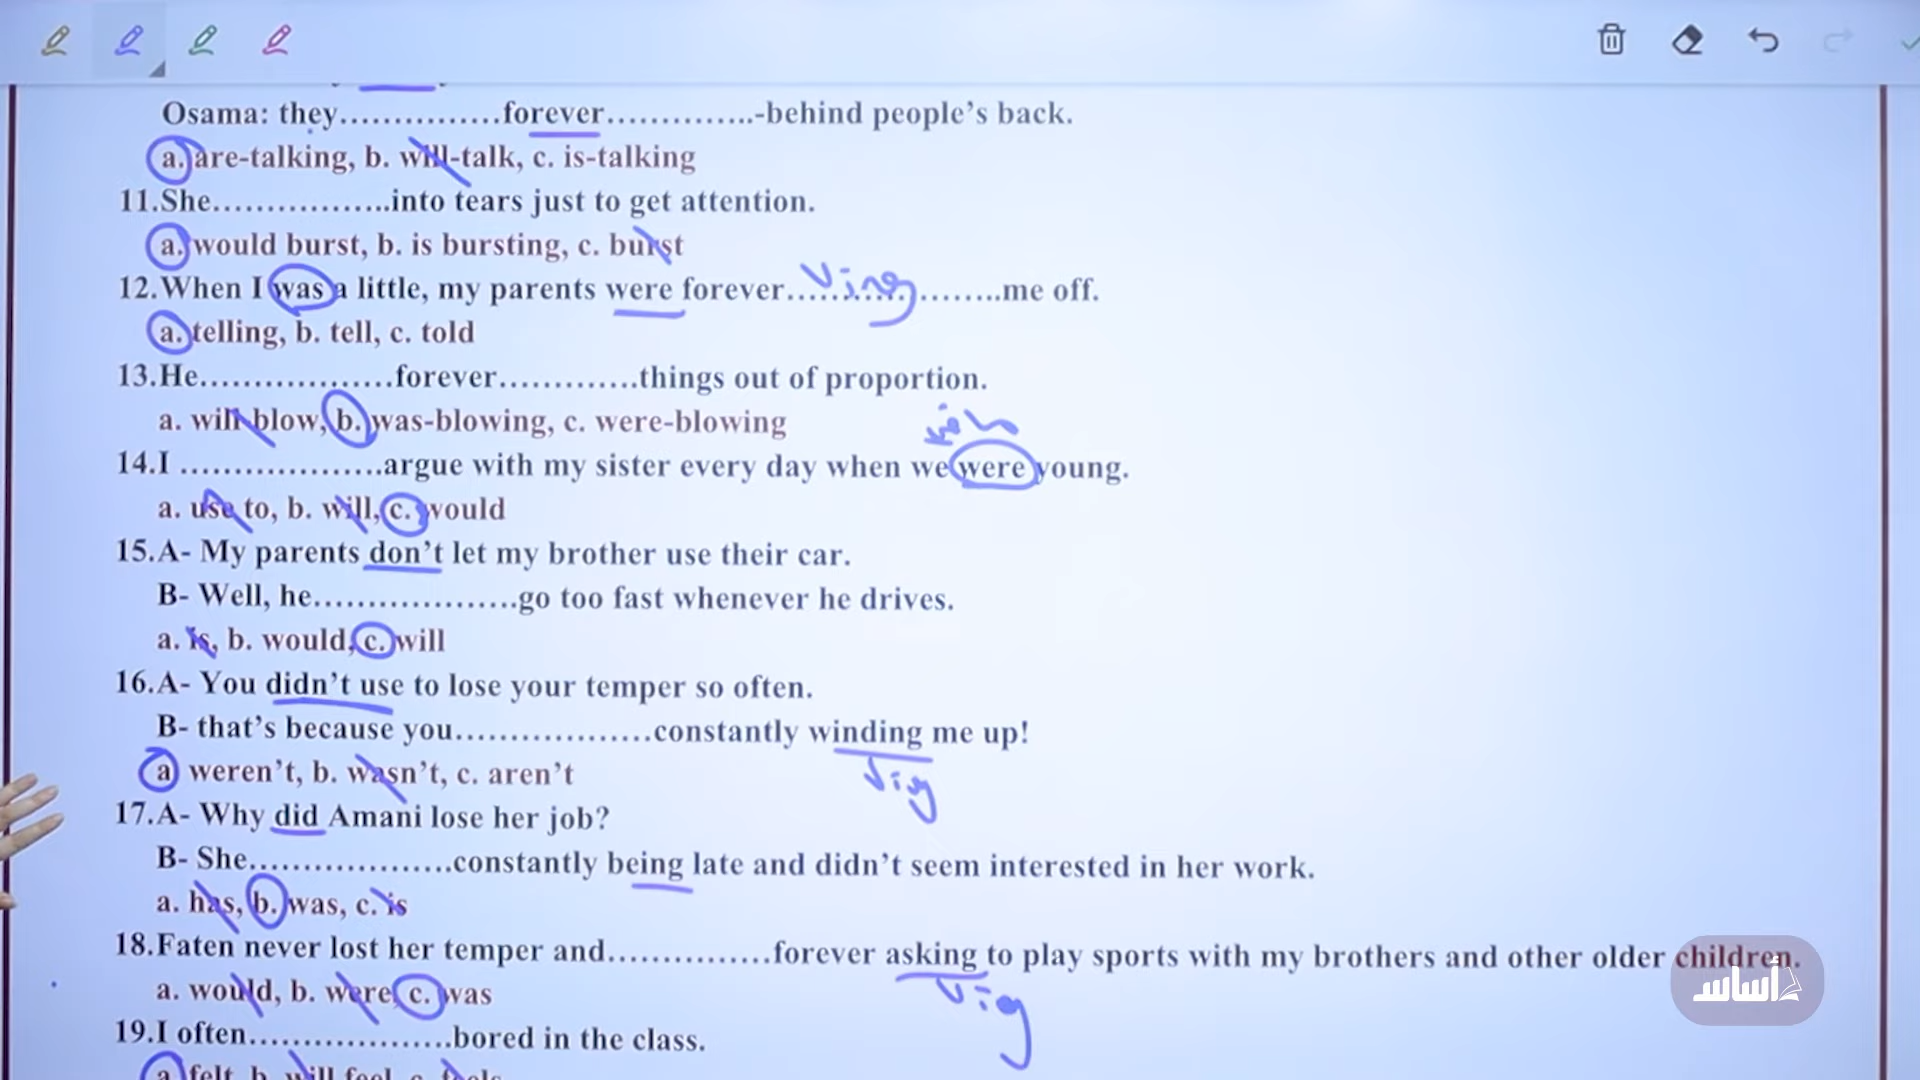 Osama: they...............forever..............-behind people's back.
a. are-talking, b. will-talk, c. is-talking
11.She.................into tears just to get attention.
a. would burst, b. is bursting, c. burst
Ving
12.When I was a little, my parents were forever....................me off.
a. telling, b. tell, c. told
13.He..................forever.............things out of proportion.
a. will-blow, b. was-blowing, c. were-blowing
14.I ...................argue with my sister every day when we were young.
a. use to, b. will, c. would
15.A- My parents don't let my brother use their car.
B- Well, he...................go too fast whenever he drives.
a. is, b. would, c. will
16.A- You didn't use to lose your temper so often.
B- that's because you..................constantly winding me up!
Ving
a weren't, b. wasn't, c. aren't
17.A- Why did Amani lose her job?
B- She...................constantly being late and didn't seem interested in her work.
a. has, b. was, c. is
18.Faten never lost her temper and...............forever asking to play sports with my brothers and other older children.
Ving
a. would, b. were, c. was
أساس
19.I often...................bored in the class.
a felt, b. will feel, c. feels